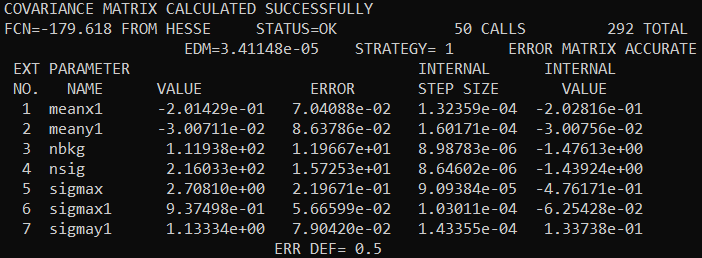 COVARIANCE MATRIX CALCULATED SUCCESSFULLY
FCN=-179.618 FROM HESSE     STATUS=OK             50 CALLS         292 TOTAL
EDM=3.41148e-05    STRATEGY= 1      ERROR MATRIX ACCURATE
EXT PARAMETER                                INTERNAL      INTERNAL
NO.   NAME      VALUE            ERROR       STEP SIZE       VALUE
1  meanx1      -2.01429e-01   7.04088e-02   1.32359e-04  -2.02816e-01
2  meany1      -3.00711e-02   8.63786e-02   1.60171e-04  -3.00756e-02
3  nbkg         1.11938e+02   1.19667e+01   8.98783e-06  -1.47613e+00
4  nsig         2.16033e+02   1.57253e+01   8.64602e-06  -1.43924e+00
5  sigmax       2.70810e+00   2.19671e-01   9.09384e-05  -4.76171e-01
6  sigmax1      9.37498e-01   5.66599e-02   1.03011e-04  -6.25428e-02
7  sigmay1      1.13334e+00   7.90420e-02   1.43355e-04   1.33738e-01
ERR DEF= 0.5